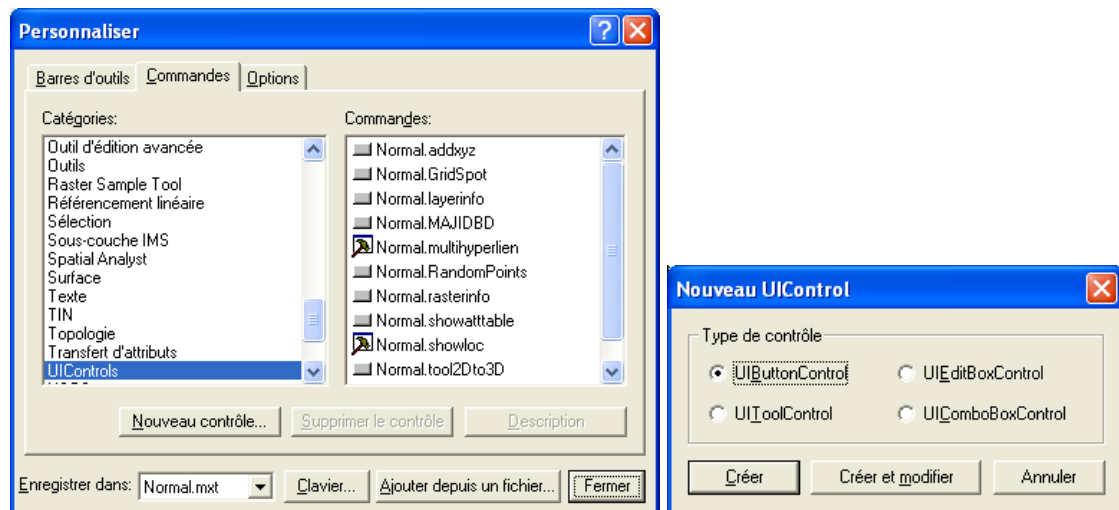 Personnaliser
Barres d'outils Commandes Options
Catégories:
Outil d'édition avancée
Outils
Raster Sample Tool
Référencement linéaire
Sélection
Sous-couche IMS
Spatial Analyst
Surface
Texte
TIN
Topologie
Transfert d'attributs
UIControls
Commandes:
Normal.addxyz
Normal.GridSpot
Normal.layerinfo
Normal.MAJIDBD
Normal.multihyperlien
Normal.RandomPoints
Normal.rasterinfo
Normal.showatttable
Normal.showloc
Normal.tool2Dto3D
Nouveau contrôle... Supprimer le contrôle Description
Enregistrer dans: Normal.mxt Clavier... Ajouter depuis un fichier... Fermer
Nouveau UIControl
Type de contrôle
UIButtonControl UIEditBoxControl
UIToolControl UIComboBoxControl
Créer Créer et modifier Annuler